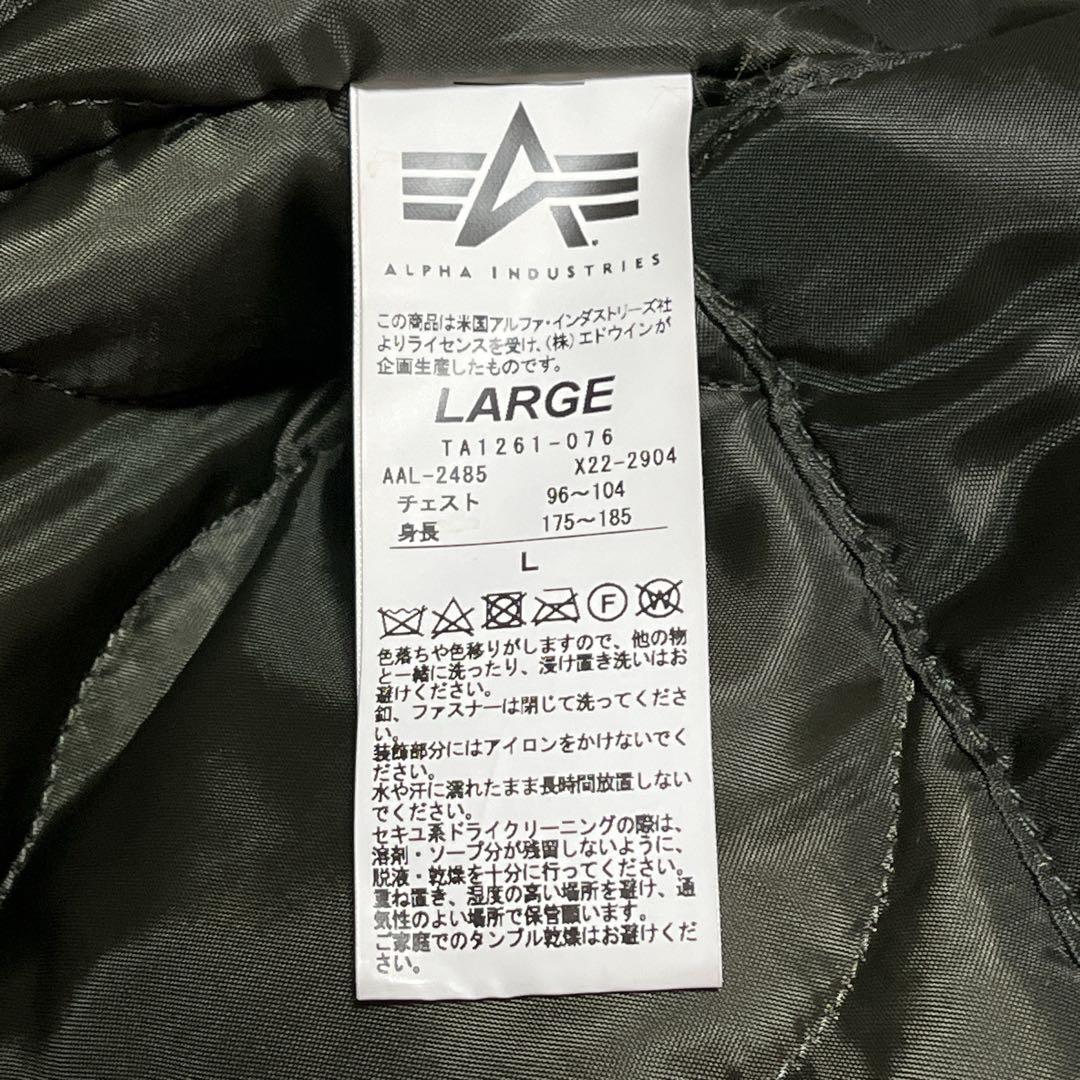 ALPHA INDUSTRIES
この商品は米国アルファ・インダストリーズ社
よりライセンスを受け、(株)エドウインが
企画生産したものです。
LARGE
TA1261-076
AAL-2485 X22-2904
チェスト 96〜104
身長 175〜185
L
F W
色落ちや色移りがしますので、他の物
と一緒に洗ったり、浸け置き洗いはお
避けください。
釦、ファスナーは閉じて洗ってくださ
い。
装飾部分にはアイロンをかけないでく
ださい。
水や汗に濡れたまま長時間放置しない
でください。
セキユ系ドライクリーニングの際は、
溶剤・ソープ分が残留しないように、
脱液・乾燥を十分に行ってください。
重ね置き、湿度の高い場所を避け、通
気性のよい場所で保管願います。
ご家庭でのタンブル乾燥はお避けくだ
さい。